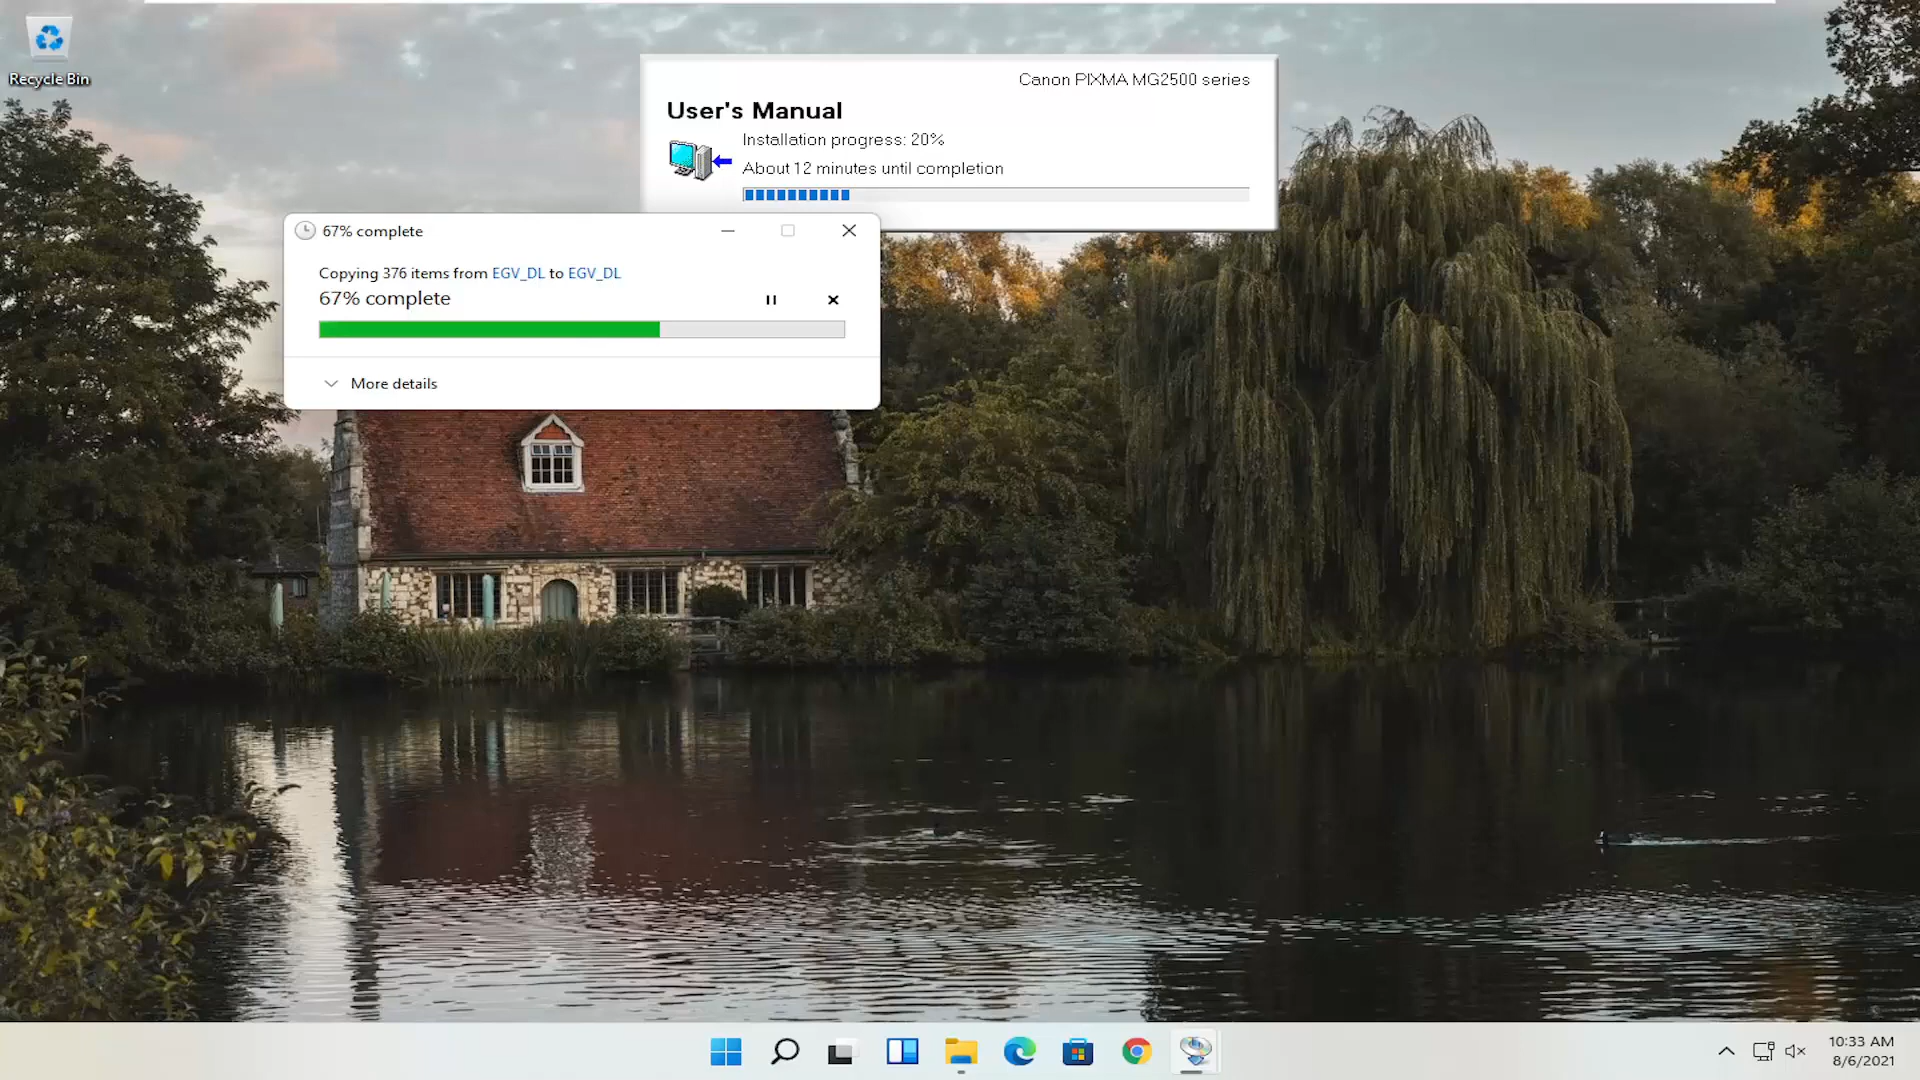 Recycle Bin
Canon PIXMA MG2500 series
User's Manual
Installation progress: 20%
About 12 minutes until completion
67% complete
Copying 376 items from EGV_DL to EGV_DL
67% complete
More details
10:33 AM
8/6/2021